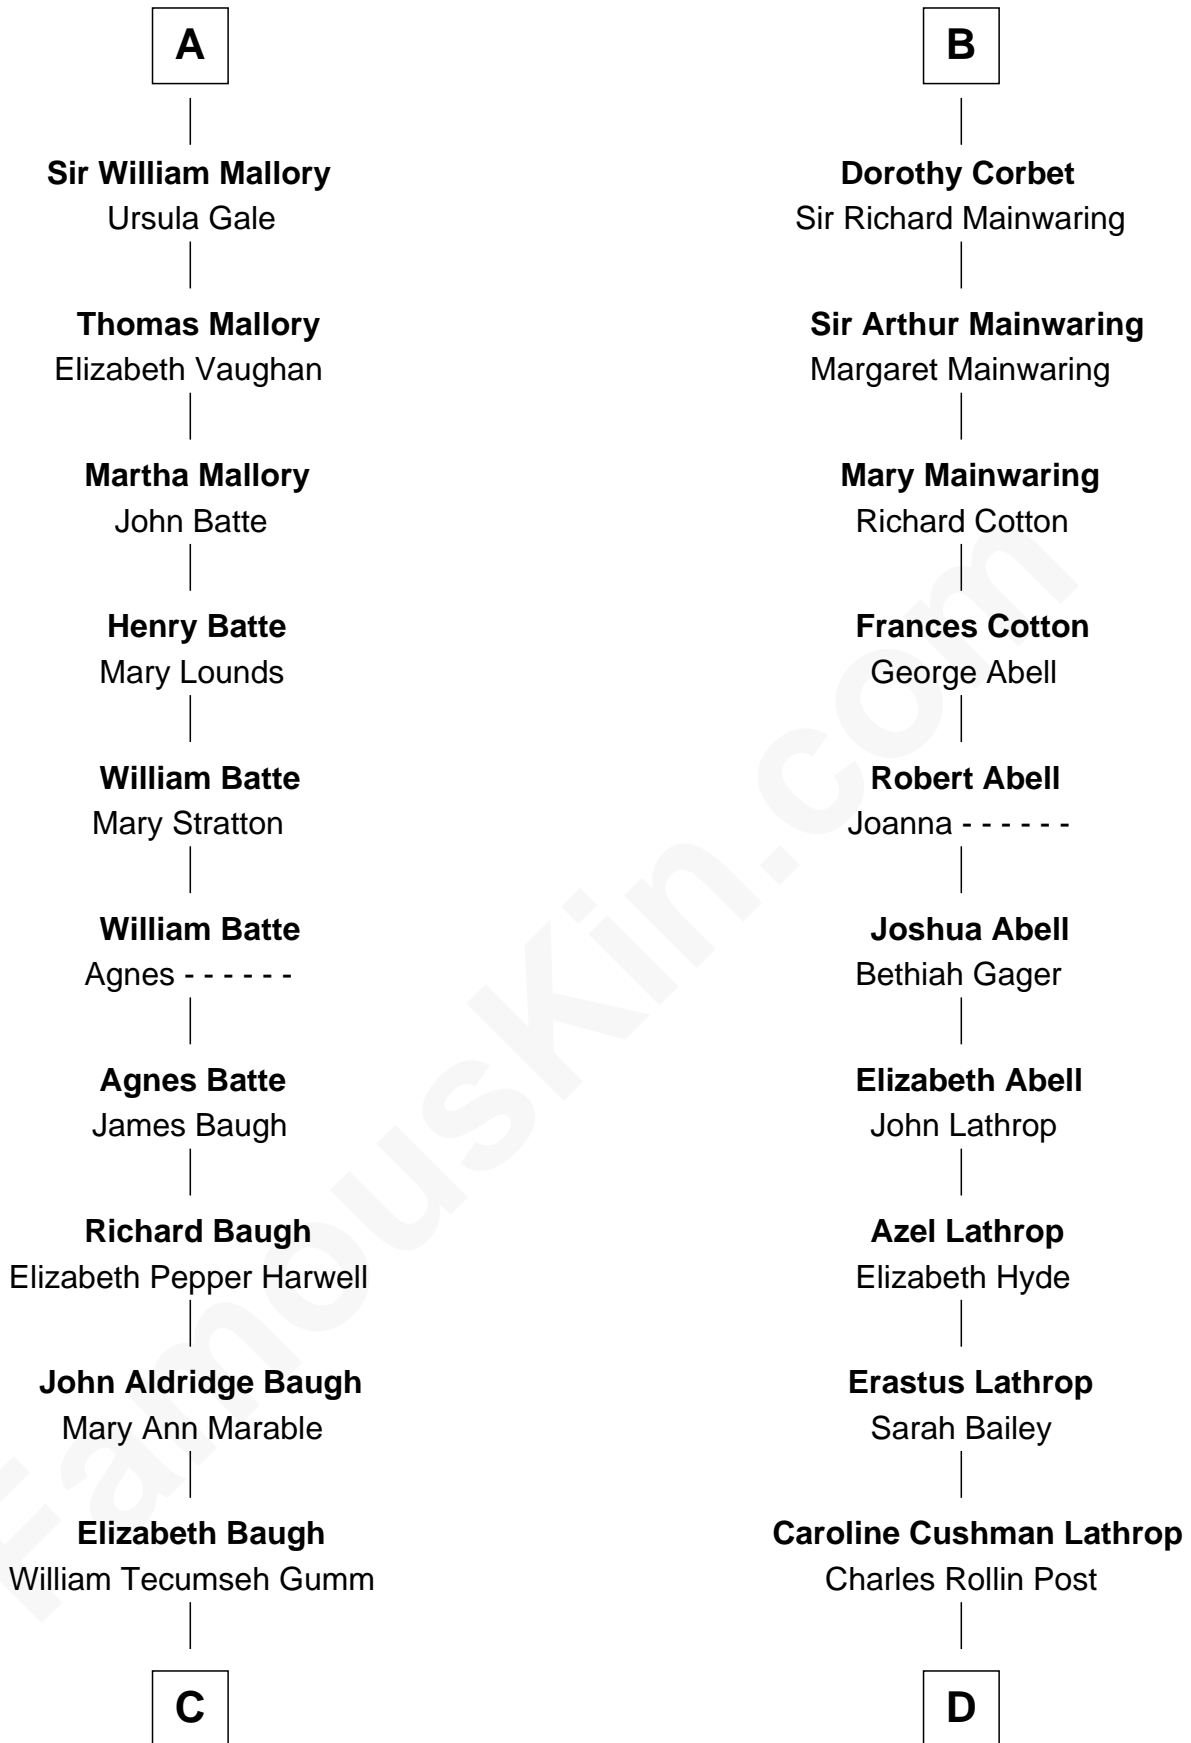 A
Sir William Mallory
Ursula Gale
Thomas Mallory
Elizabeth Vaughan
Martha Mallory
John Batte
Henry Batte
Mary Lounds
William Batte
Mary Stratton
William Batte
Agnes - - - - - -
Agnes Batte
James Baugh
Richard Baugh
Elizabeth Pepper Harwell
John Aldridge Baugh
Mary Ann Marable
Elizabeth Baugh
William Tecumseh Gumm
C
B
Dorothy Corbet
Sir Richard Mainwaring
Sir Arthur Mainwaring
Margaret Mainwaring
Mary Mainwaring
Richard Cotton
Frances Cotton
George Abell
Robert Abell
Joanna - - - - - -
Joshua Abell
Bethiah Gager
Elizabeth Abell
John Lathrop
Azel Lathrop
Elizabeth Hyde
Erastus Lathrop
Sarah Bailey
Caroline Cushman Lathrop
Charles Rollin Post
D
FamousKin.com